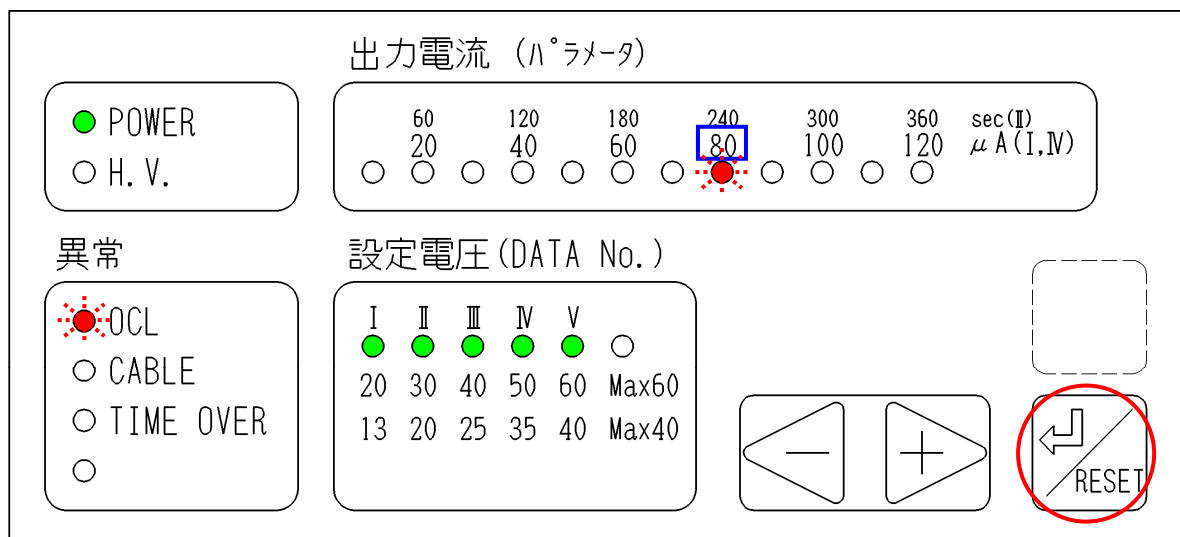 出力電流 (パラメータ)
POWER
H.V.
60 120 180 240 300 360 sec(Ⅱ)
20 40 60 80 100 120 μA(Ⅰ,Ⅳ)
異常
OCL
CABLE
TIME OVER
設定電圧(DATA No.)
Ⅰ Ⅱ Ⅲ Ⅳ Ⅴ
20 30 40 50 60 Max60
13 20 25 35 40 Max40
RESET